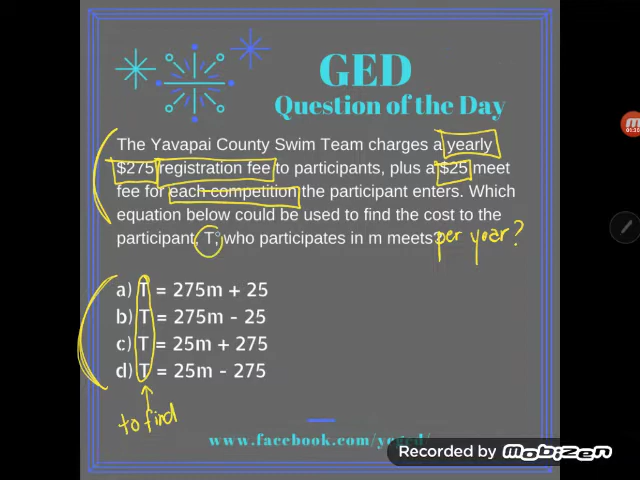 GED
Question of the Day
The Yavapai County Swim Team charges a yearly
$275 registration fee to participants, plus a $25 meet
fee for each competition the participant enters. Which
equation below could be used to find the cost to the
participant, T, who participates in m meets?
per year?
a) T = 275m + 25
b) T = 275m - 25
c) T = 25m + 275
d) T = 25m - 275
to find
www.facebook.com/ycged/
Recorded by Mobizen